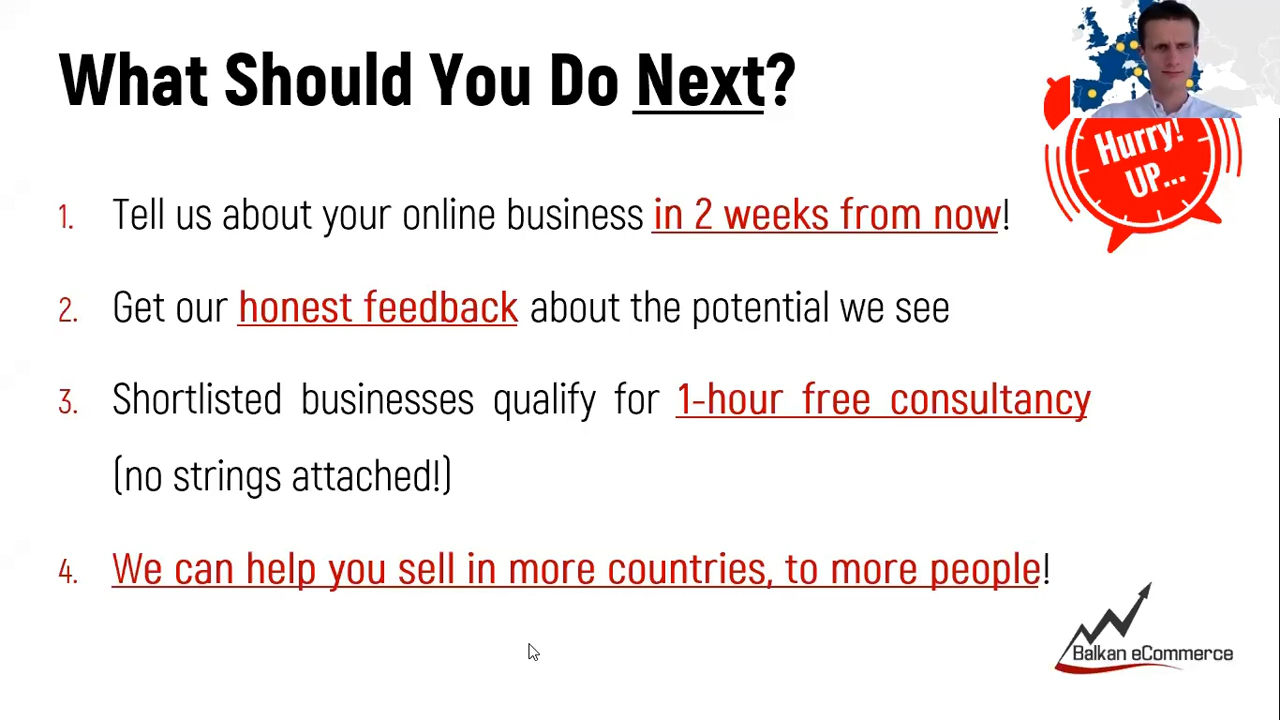 What Should You Do Next?
Hurry!
UP...
1. Tell us about your online business in 2 weeks from now!
2. Get our honest feedback about the potential we see
3. Shortlisted businesses qualify for 1-hour free consultancy
(no strings attached!)
4. We can help you sell in more countries, to more people!
Balkan eCommerce